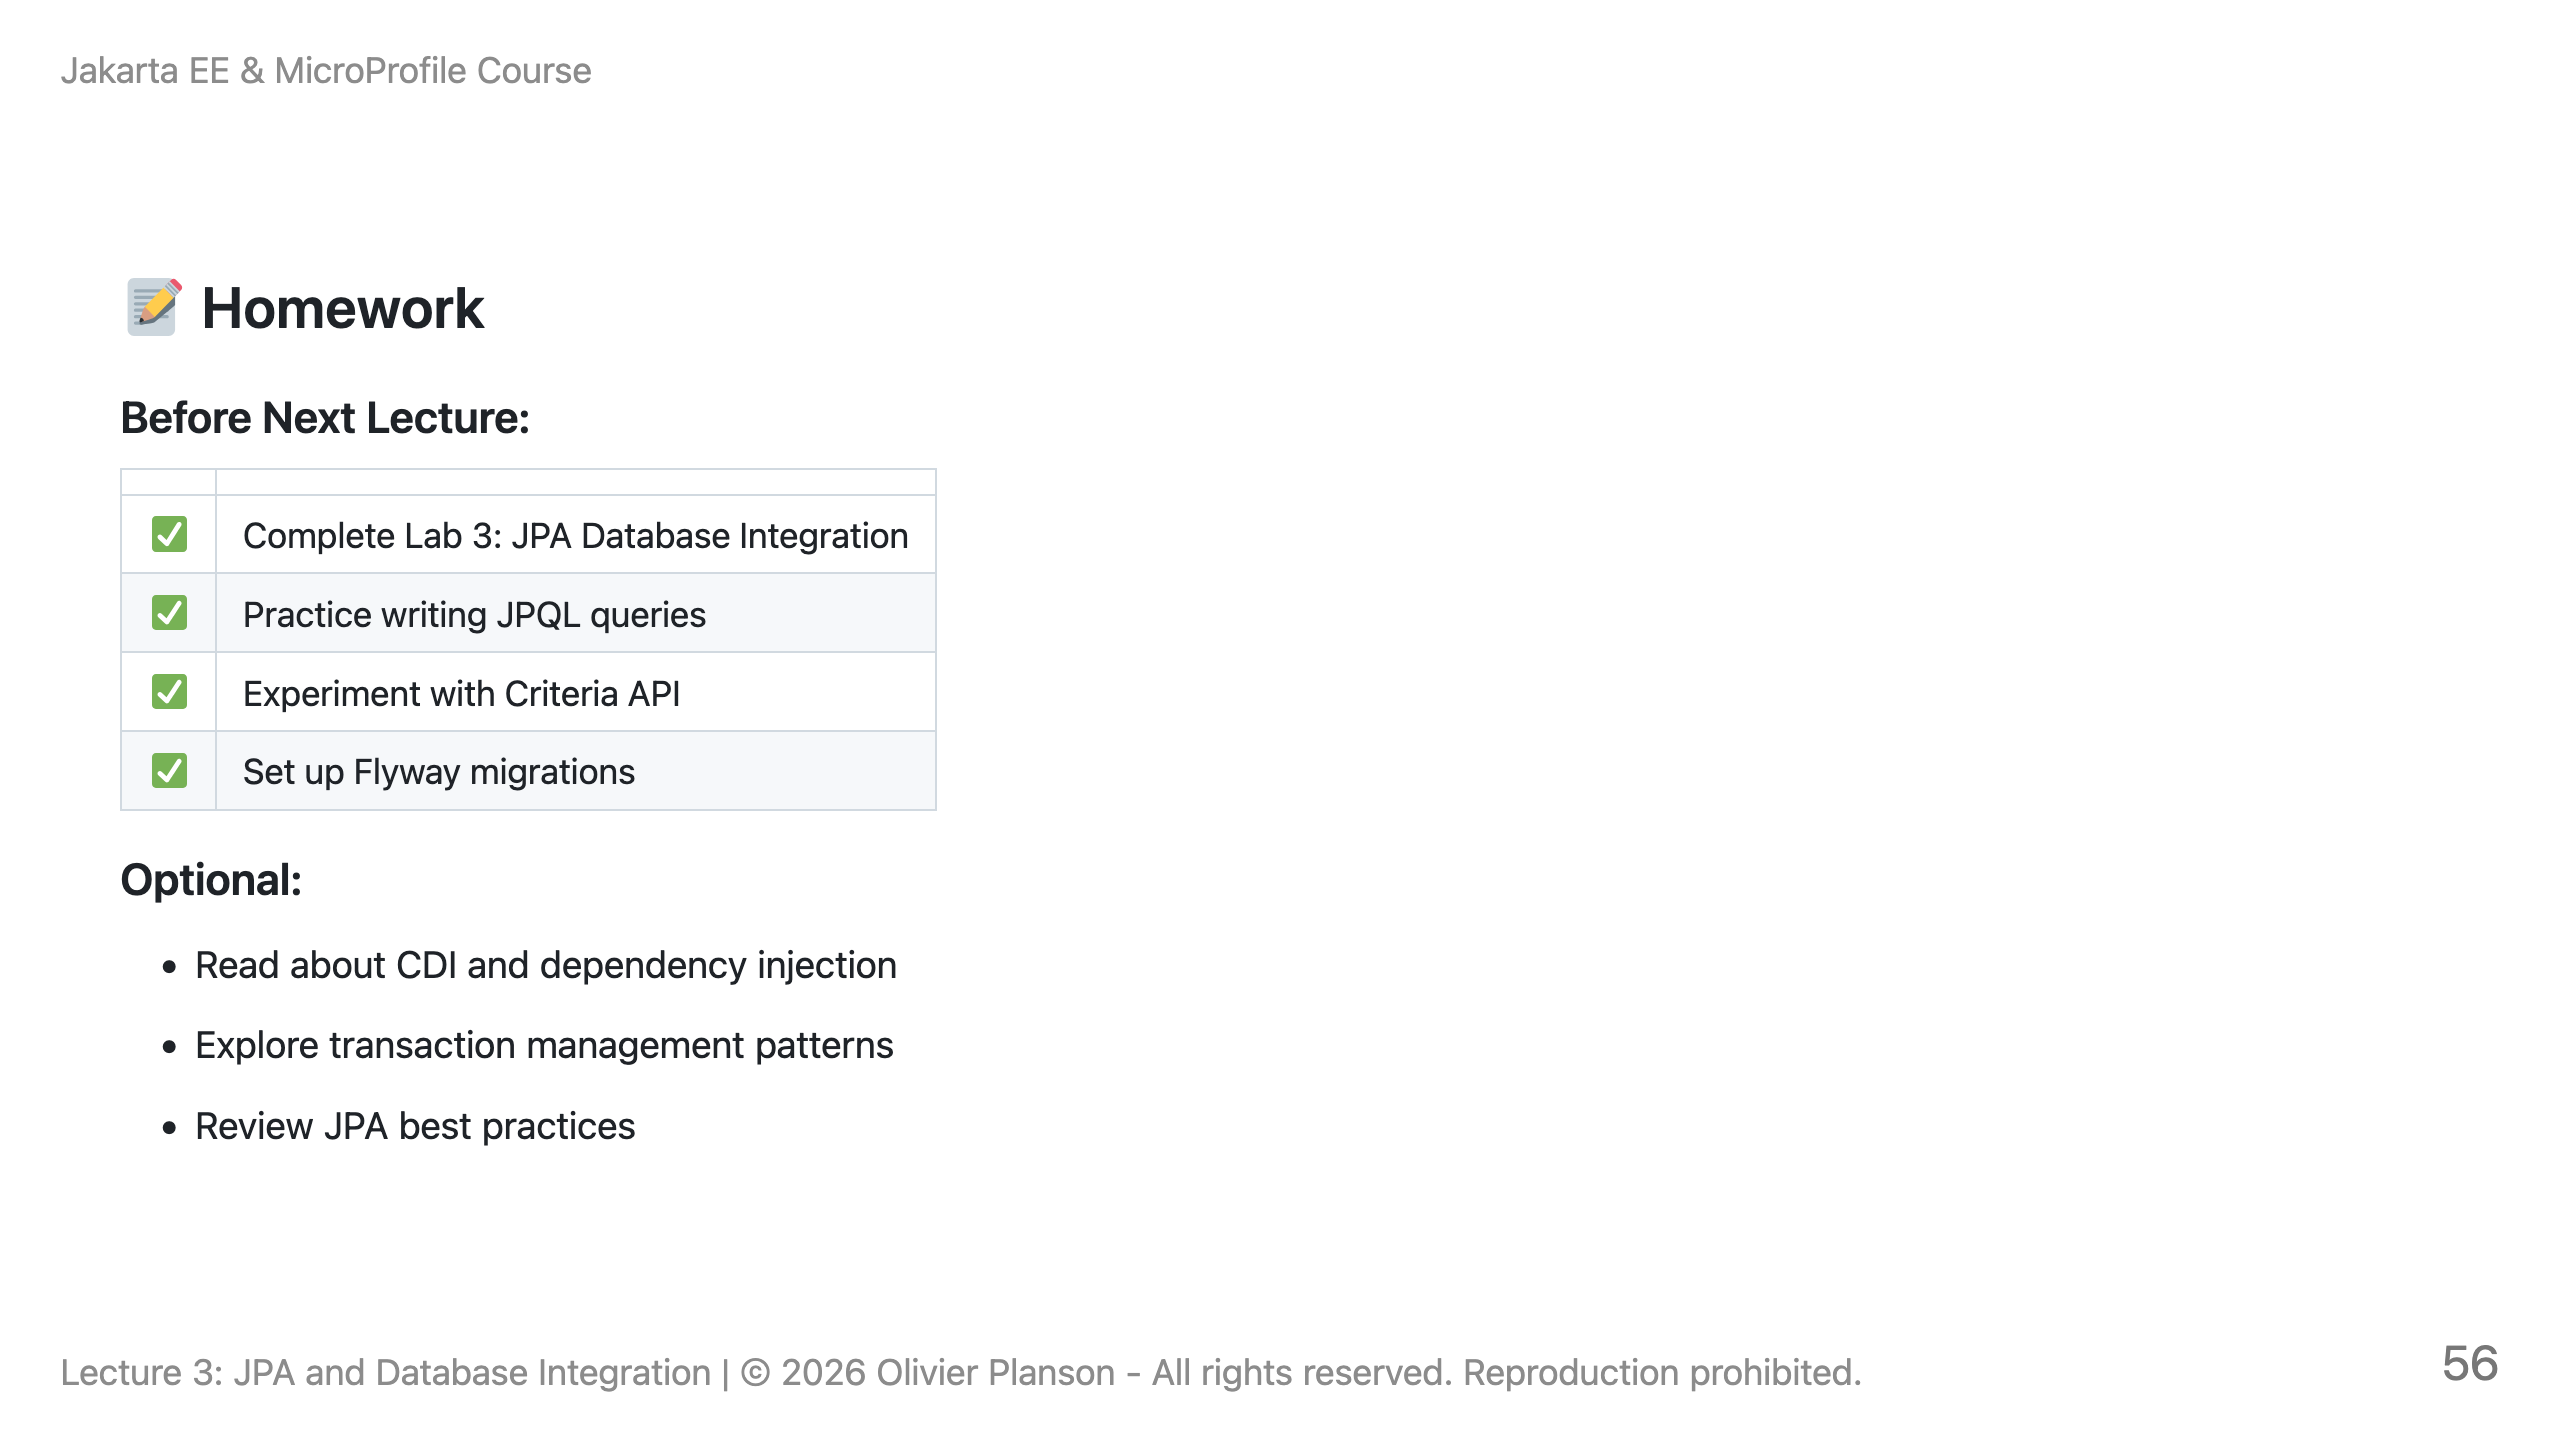 Jakarta EE & MicroProfile Course
📝 Homework
Before Next Lecture:
✅ Complete Lab 3: JPA Database Integration
✅ Practice writing JPQL queries
✅ Experiment with Criteria API
✅ Set up Flyway migrations
Optional:
• Read about CDI and dependency injection
• Explore transaction management patterns
• Review JPA best practices
Lecture 3: JPA and Database Integration | © 2026 Olivier Planson - All rights reserved. Reproduction prohibited.
56